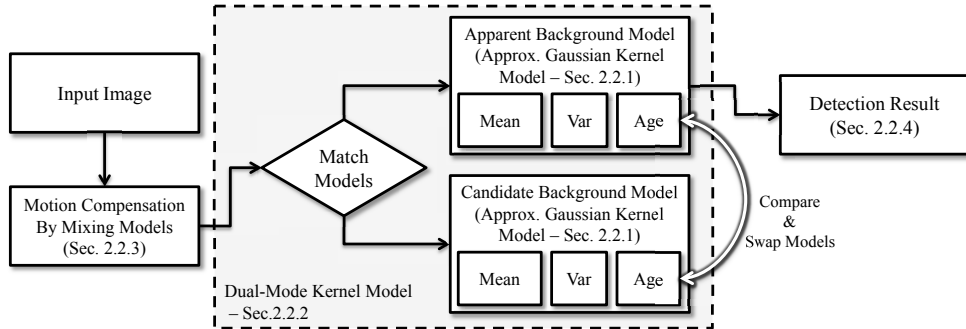 Input Image
Motion Compensation
By Mixing Models
(Sec. 2.2.3)
Match
Models
Dual-Mode Kernel Model
– Sec.2.2.2
Apparent Background Model
(Approx. Gaussian Kernel
Model – Sec. 2.2.1)
Mean
Var
Age
Candidate Background Model
(Approx. Gaussian Kernel
Model – Sec. 2.2.1)
Mean
Var
Age
Compare
&
Swap Models
Detection Result
(Sec. 2.2.4)